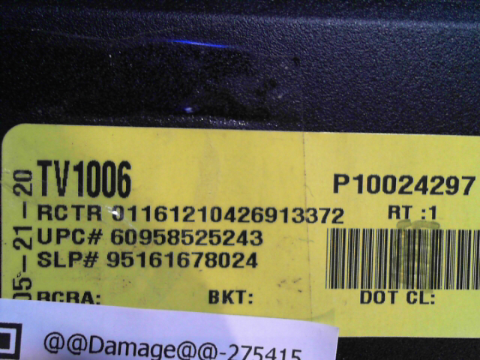 TV1006 P10024297
RCTR 01161210426913372 RT :1
UPC# 60958525243
SLP# 95161678024
RCRA: BKT: DOT CL:
05-21-20
@@Damage@@-275415